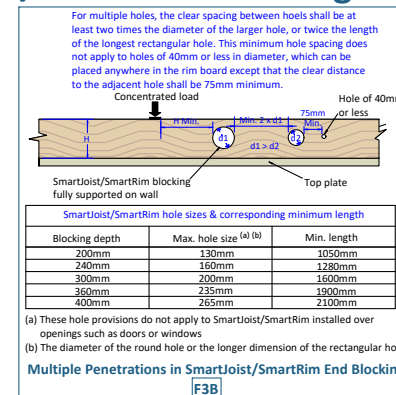 For multiple holes, the clear spacing between hoels shall be at
least two times the diameter of the larger hole, or twice the length
of the longest rectangular hole. This minimum hole spacing does
not apply to holes of 40mm or less in diameter, which can be
placed anywhere in the rim board except that the clear distance
to the adjacent hole shall be 75mm minimum.
Concentrated load
75mm
Min.
Hole of 40mm
or less
H Min.
Min. 2 x d1
H
d1
d1 > d2
d2
SmartJoist/SmartRim blocking
fully supported on wall
Top plate
SmartJoist/SmartRim hole sizes & corresponding minimum length
Blocking depth Max. hole size (a) (b) Min. length
200mm 130mm 1050mm
240mm 160mm 1280mm
300mm 200mm 1600mm
360mm 235mm 1900mm
400mm 265mm 2100mm
(a) These hole provisions do not apply to SmartJoist/SmartRim installed over
openings such as doors or windows
(b) The diameter of the round hole or the longer dimension of the rectangular ho
Multiple Penetrations in SmartJoist/SmartRim End Blockin
F3B